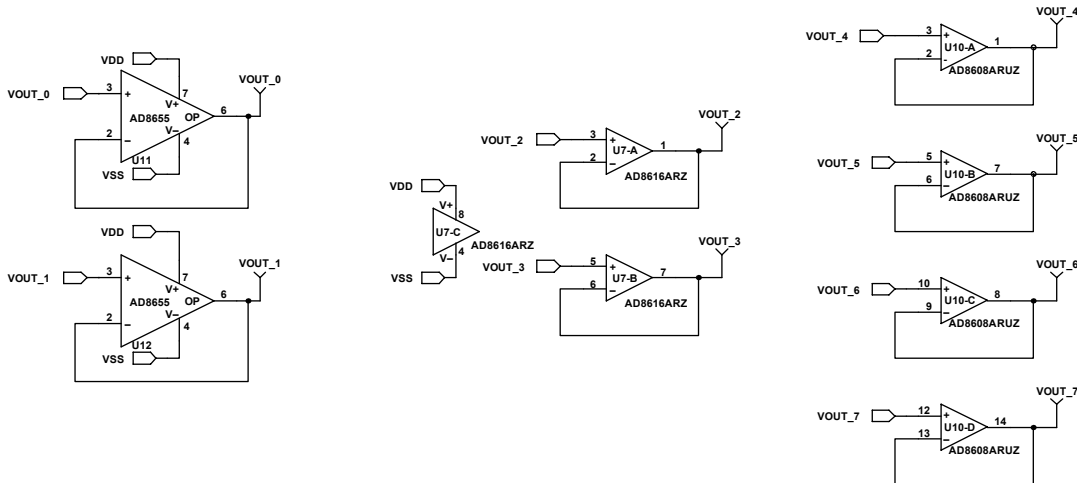 VDD
VOUT_0
VOUT_0
3
+
7
V+
AD8655
OP
6
2
−
V−
4
U11
VSS
VDD
VOUT_1
VOUT_1
3
+
7
V+
AD8655
OP
6
2
−
V−
4
U12
VSS
VDD
V+
8
U7-C
AD8616ARZ
4
V−
VSS
VOUT_2
VOUT_2
3
+
U7-A
1
2
−
AD8616ARZ
VOUT_3
VOUT_3
5
+
U7-B
7
6
−
AD8616ARZ
VOUT_4
VOUT_4
3
+
U10-A
1
2
-
AD8608ARUZ
VOUT_5
VOUT_5
5
+
U10-B
7
6
−
AD8608ARUZ
VOUT_6
VOUT_6
10
+
U10-C
8
9
−
AD8608ARUZ
VOUT_7
VOUT_7
12
+
U10-D
14
13
−
AD8608ARUZ